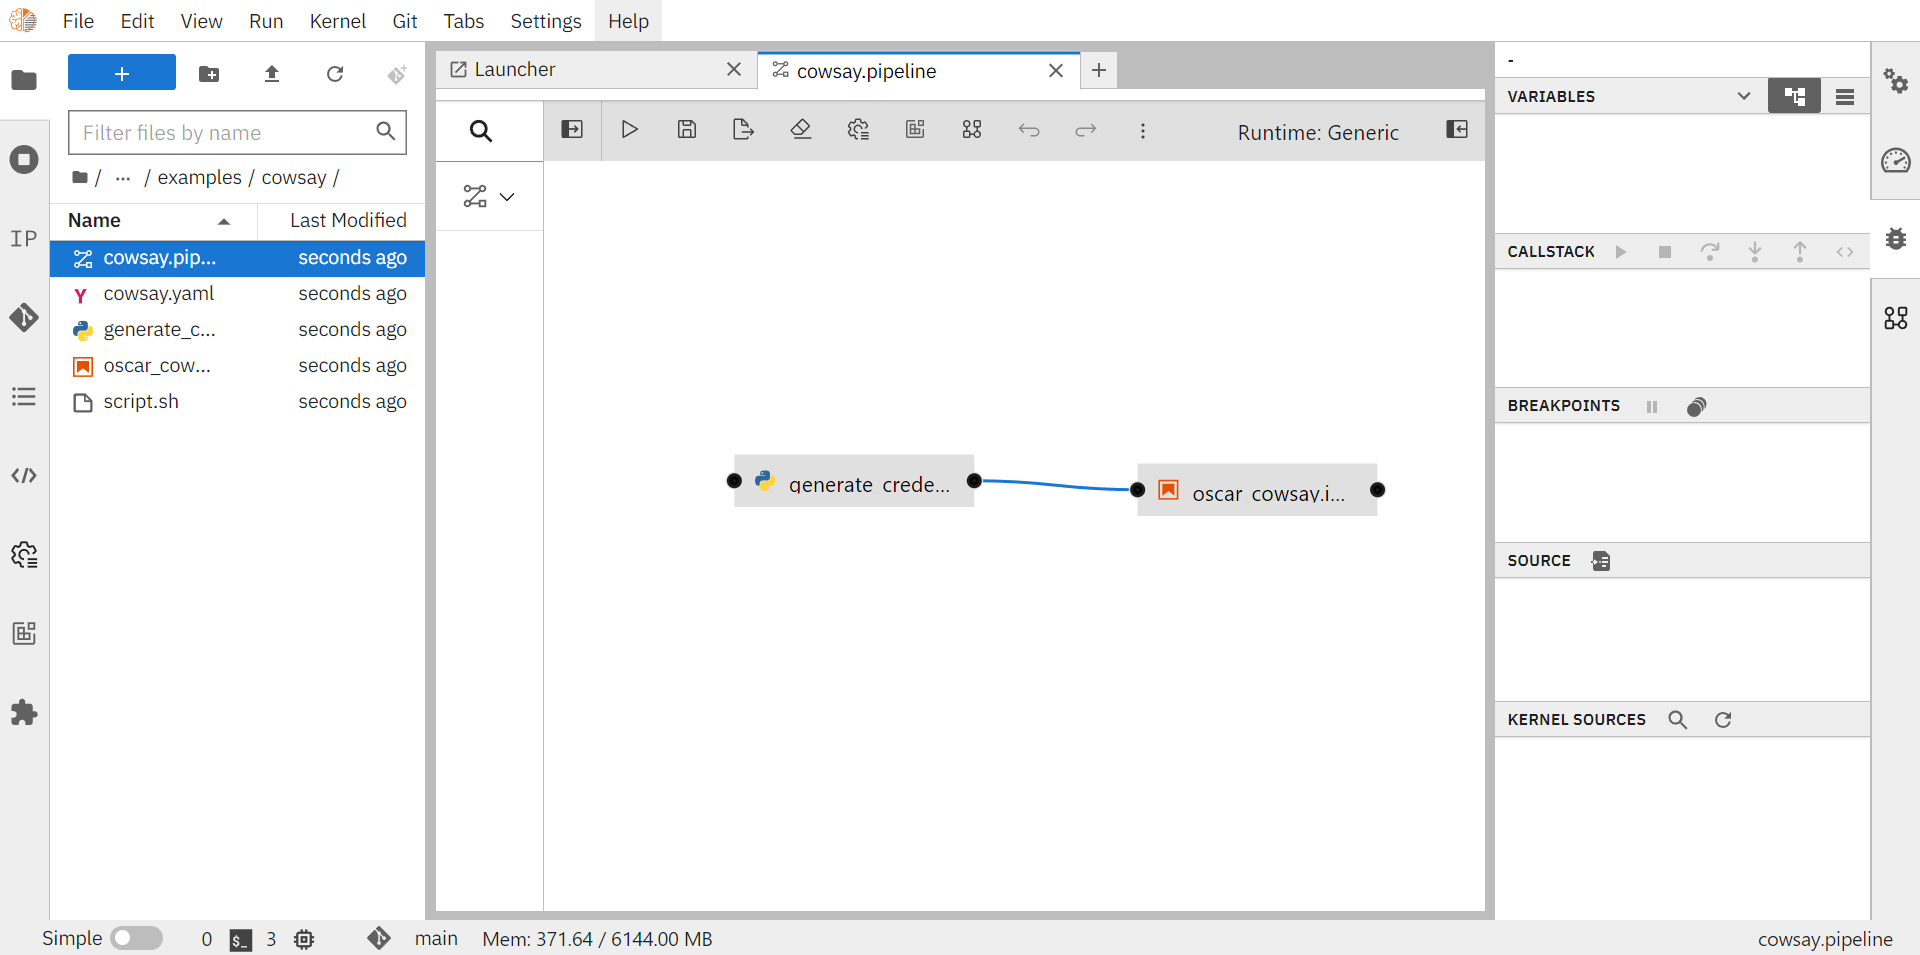 File Edit View Run Kernel Git Tabs Settings Help
Launcher
cowsay.pipeline
Filter files by name
/ ... / examples / cowsay /
Name Last Modified
cowsay.pip... seconds ago
cowsay.yaml seconds ago
generate_c... seconds ago
oscar_cow... seconds ago
script.sh seconds ago
IP
Runtime: Generic
generate_crede...
oscar_cowsay.i...
-
VARIABLES
CALLSTACK
BREAKPOINTS
SOURCE
KERNEL SOURCES
Simple 0 $_ 3 main Mem: 371.64 / 6144.00 MB cowsay.pipeline